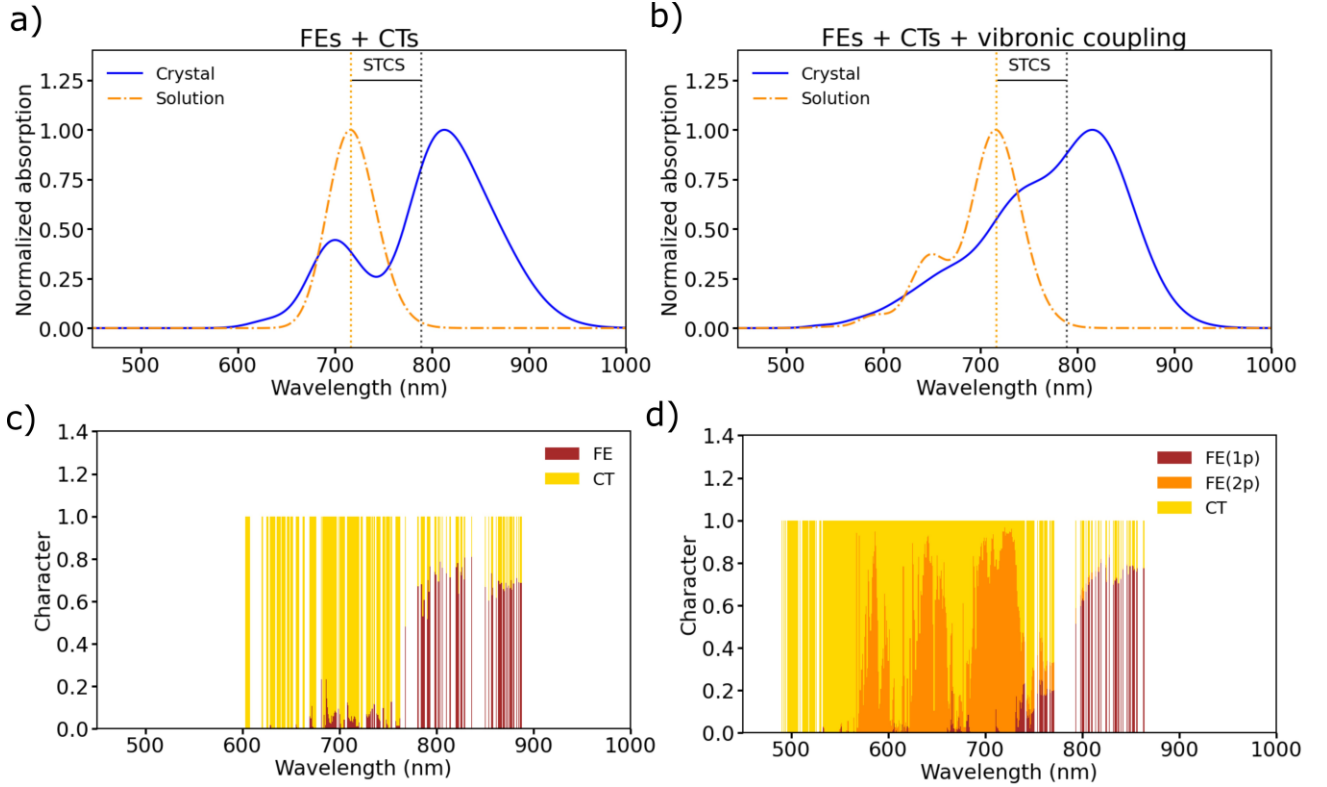 a)
FEs + CTs
STCS
Crystal
Solution
1.25
1.00
0.75
0.50
0.25
0.00
Normalized absorption
500 600 700 800 900 1000
Wavelength (nm)
b)
FEs + CTs + vibronic coupling
STCS
Crystal
Solution
1.25
1.00
0.75
0.50
0.25
0.00
Normalized absorption
500 600 700 800 900 1000
Wavelength (nm)
c)
FE
CT
1.4
1.2
1.0
0.8
0.6
0.4
0.2
0.0
Character
500 600 700 800 900 1000
Wavelength (nm)
d)
FE(1p)
FE(2p)
CT
1.4
1.2
1.0
0.8
0.6
0.4
0.2
0.0
Character
500 600 700 800 900 1000
Wavelength (nm)